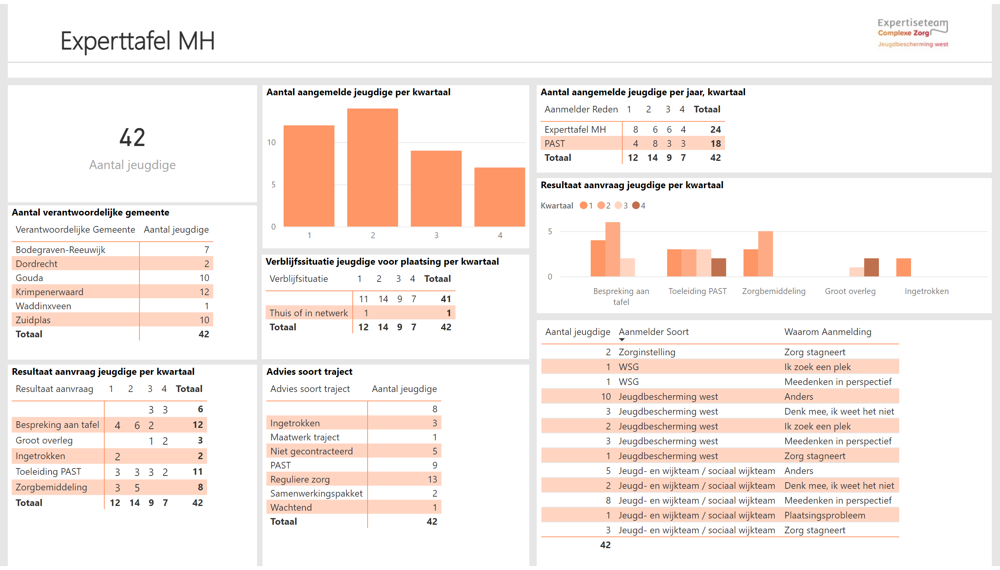 Experttafel MH
Expertiseteam
Complexe Zorg
Jeugdbescherming west
42
Aantal jeugdige
Aantal verantwoordelijke gemeente
Verantwoordelijke Gemeente Aantal jeugdige
Bodegraven-Reeuwijk 7
Dordrecht 2
Gouda 10
Krimpenerwaard 12
Waddinxveen 1
Zuidplas 10
Totaal 42
Resultaat aanvraag jeugdige per kwartaal
Resultaat aanvraag 1 2 3 4 Totaal
3 3 6
Bespreking aan tafel 4 6 2 12
Groot overleg 1 2 3
Ingetrokken 2 2
Toeleiding PAST 3 3 3 2 11
Zorgbemiddeling 3 5 8
Totaal 12 14 9 7 42
Aantal aangemelde jeugdige per kwartaal
10
5
0
1 2 3 4
Verblijfssituatie jeugdige voor plaatsing per kwartaal
Verblijfsituatie 1 2 3 4 Totaal
11 14 9 7 41
Thuis of in netwerk 1 1
Totaal 12 14 9 7 42
Advies soort traject
Advies soort traject Aantal jeugdige
8
Ingetrokken 3
Maatwerk traject 1
Niet gecontracteerd 5
PAST 9
Reguliere zorg 13
Samenwerkingspakket 2
Wachtend 1
Totaal 42
Aantal aangemelde jeugdige per jaar, kwartaal
Aanmelder Reden 1 2 3 4 Totaal
Experttafel MH 8 6 6 4 24
PAST 4 8 3 3 18
Totaal 12 14 9 7 42
Resultaat aanvraag jeugdige per kwartaal
Kwartaal 1 2 3 4
5
0
Bespreking aan tafel Toeleiding PAST Zorgbemiddeling Groot overleg Ingetrokken
Aantal jeugdige Aanmelder Soort Waarom Aanmelding
2 Zorginstelling Zorg stagneert
1 WSG Ik zoek een plek
1 WSG Meedenken in perspectief
10 Jeugdbescherming west Anders
3 Jeugdbescherming west Denk mee, ik weet het niet
2 Jeugdbescherming west Ik zoek een plek
3 Jeugdbescherming west Meedenken in perspectief
1 Jeugdbescherming west Zorg stagneert
5 Jeugd- en wijkteam / sociaal wijkteam Anders
2 Jeugd- en wijkteam / sociaal wijkteam Denk mee, ik weet het niet
8 Jeugd- en wijkteam / sociaal wijkteam Meedenken in perspectief
1 Jeugd- en wijkteam / sociaal wijkteam Plaatsingsprobleem
3 Jeugd- en wijkteam / sociaal wijkteam Zorg stagneert
42